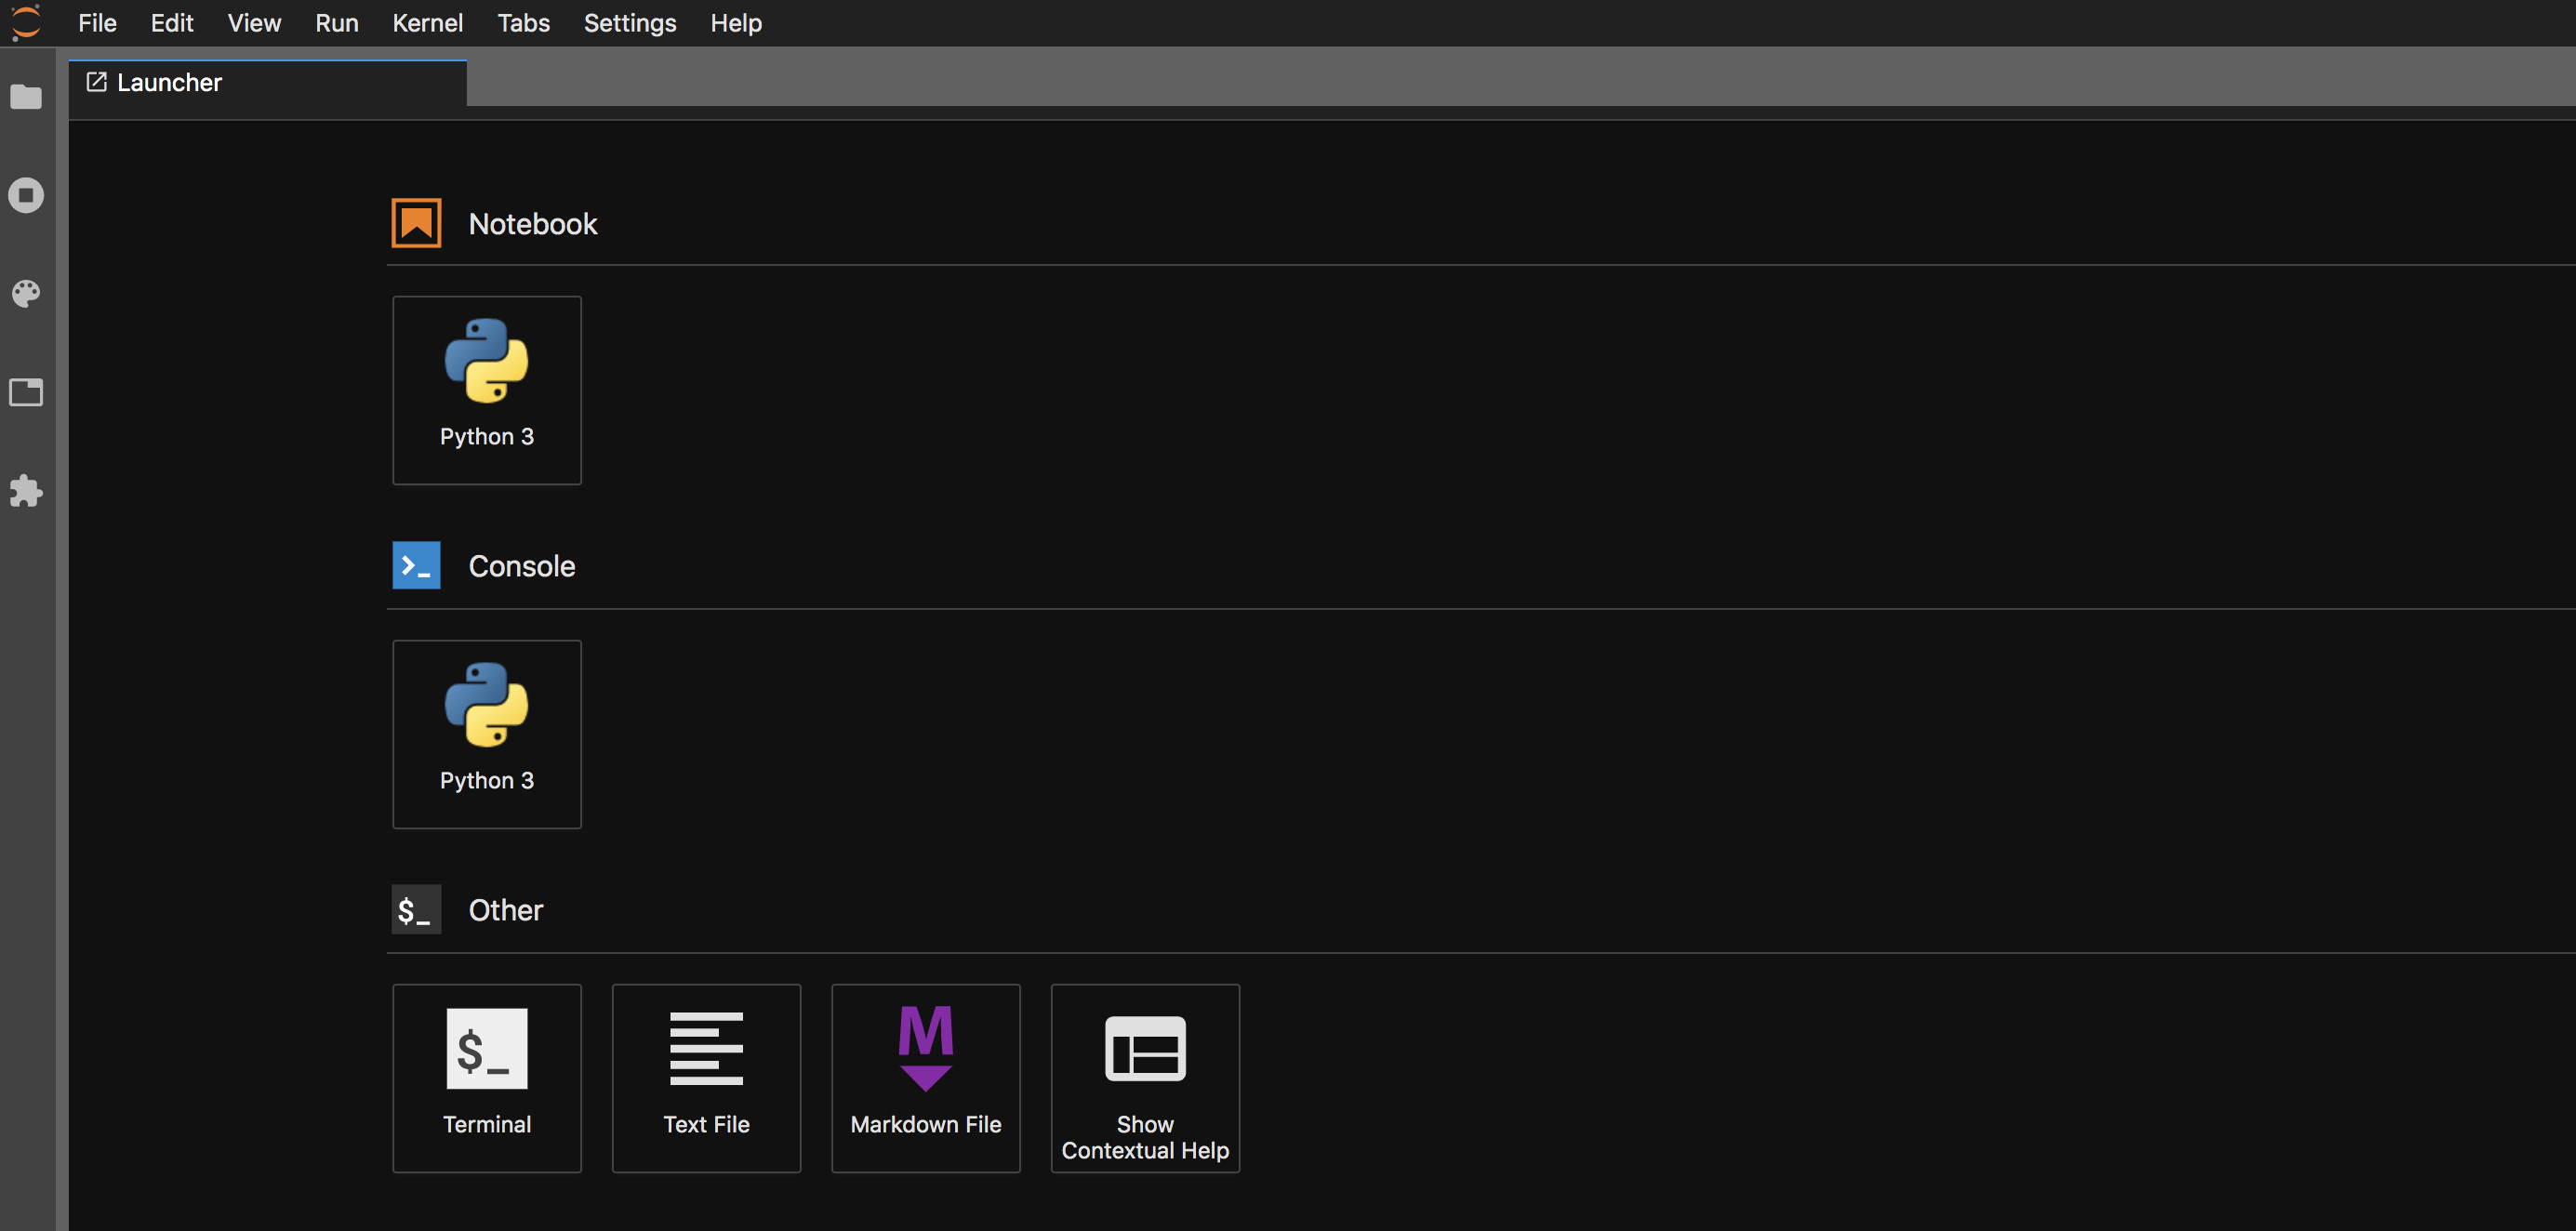 File Edit View Run Kernel Tabs Settings Help
Launcher
Notebook
Python 3
>_ Console
Python 3
$_ Other
$_
Terminal Text File Markdown File Show
Contextual Help